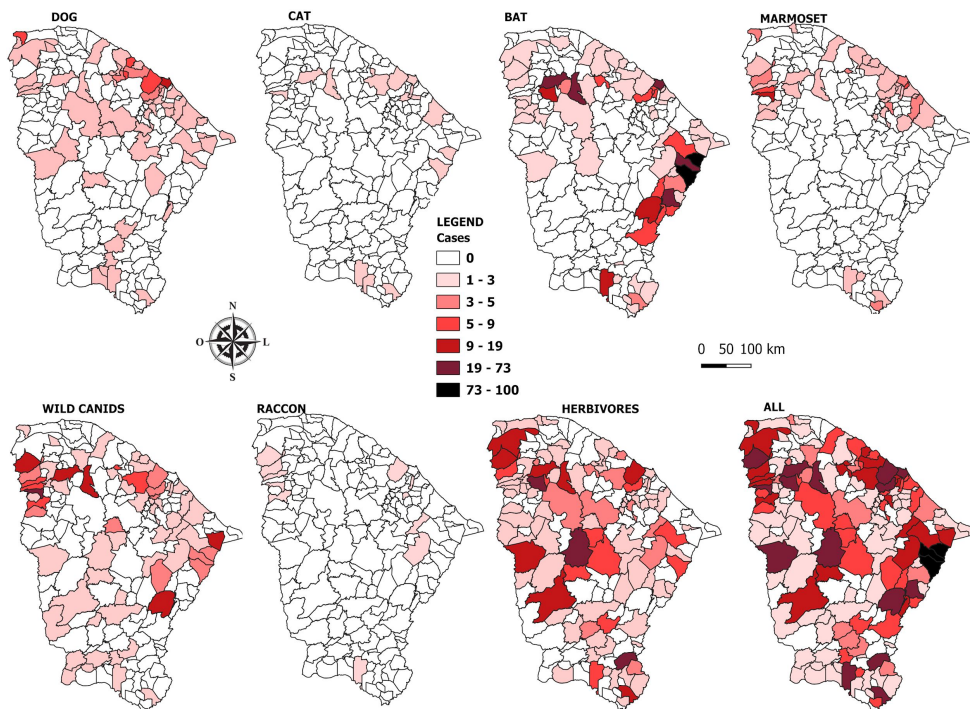 DOG
CAT
BAT
MARMOSET
LEGEND
Cases
0
1 - 3
3 - 5
5 - 9
9 - 19
19 - 73
73 - 100
N
O
L
S
0 50 100 km
WILD CANIDS
RACCON
HERBIVORES
ALL